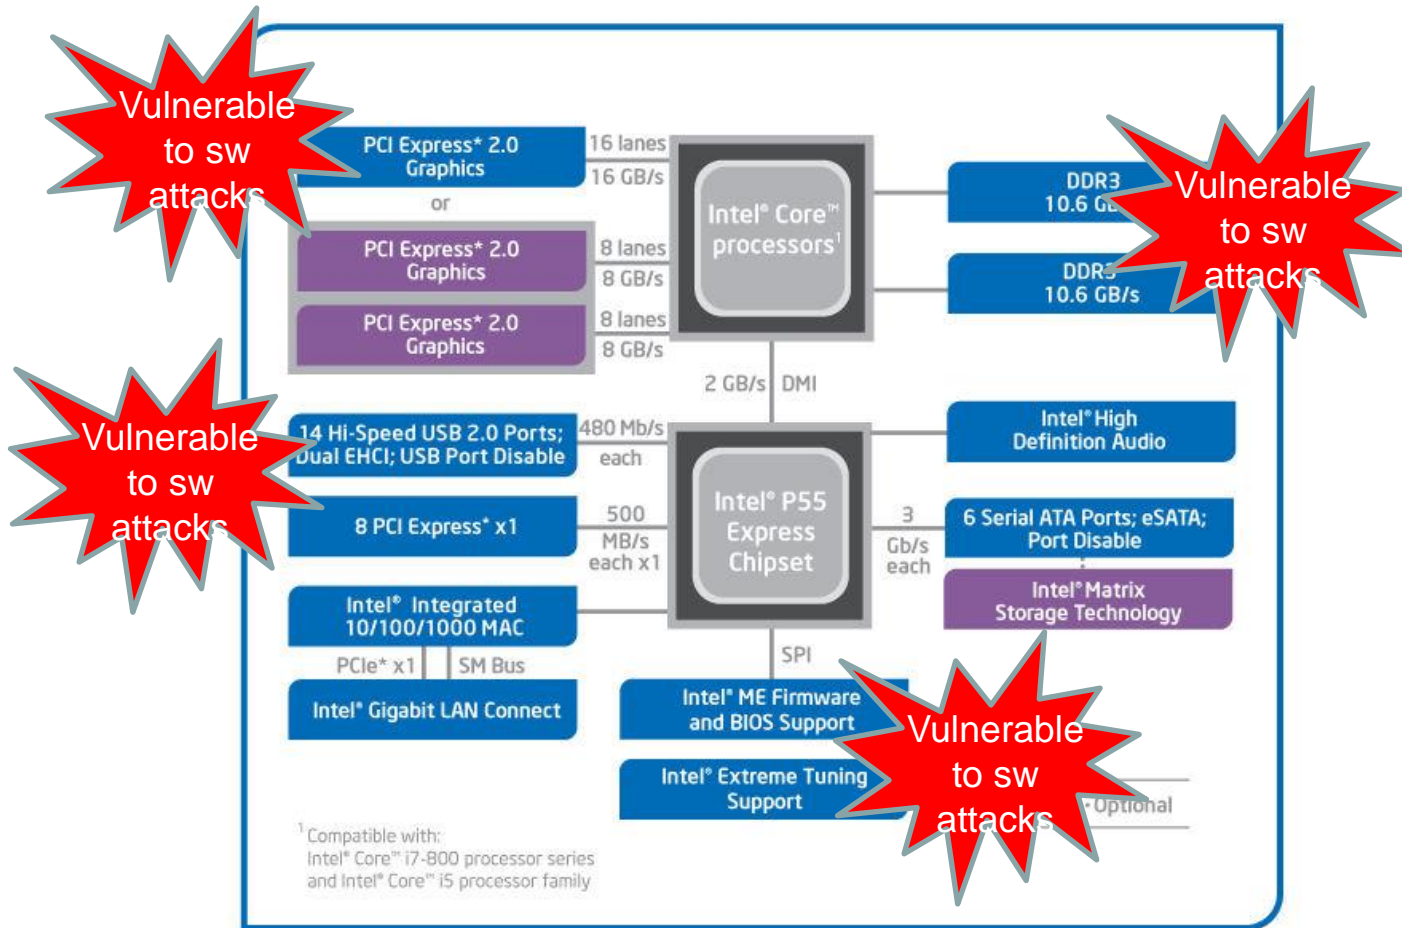 Vulnerable
to sw
attacks
PCI Express* 2.0
Graphics
16 lanes
16 GB/s
or
PCI Express* 2.0
Graphics
8 lanes
8 GB/s
PCI Express* 2.0
Graphics
8 lanes
8 GB/s
Intel® Core™
processors¹
DDR3
10.6
DDR3
10.6 GB/s
Vulnerable
to sw
attacks
2 GB/s DMI
Vulnerable
to sw
attacks
14 Hi-Speed USB 2.0 Ports;
Dual EHCI; USB Port Disable
480 Mb/s
each
8 PCI Express* x1
500
MB/s
each x1
Intel® Integrated
10/100/1000 MAC
PCIe* x1 SM Bus
Intel® Gigabit LAN Connect
Intel® P55
Express
Chipset
Intel® High
Definition Audio
3
Gb/s
each
6 Serial ATA Ports; eSATA;
Port Disable
Intel® Matrix
Storage Technology
SPI
Intel® ME Firmware
and BIOS Support
Intel® Extreme Tuning
Support
Vulnerable
to sw
attacks
Optional
¹ Compatible with:
Intel® Core™ i7-800 processor series
and Intel® Core™ i5 processor family